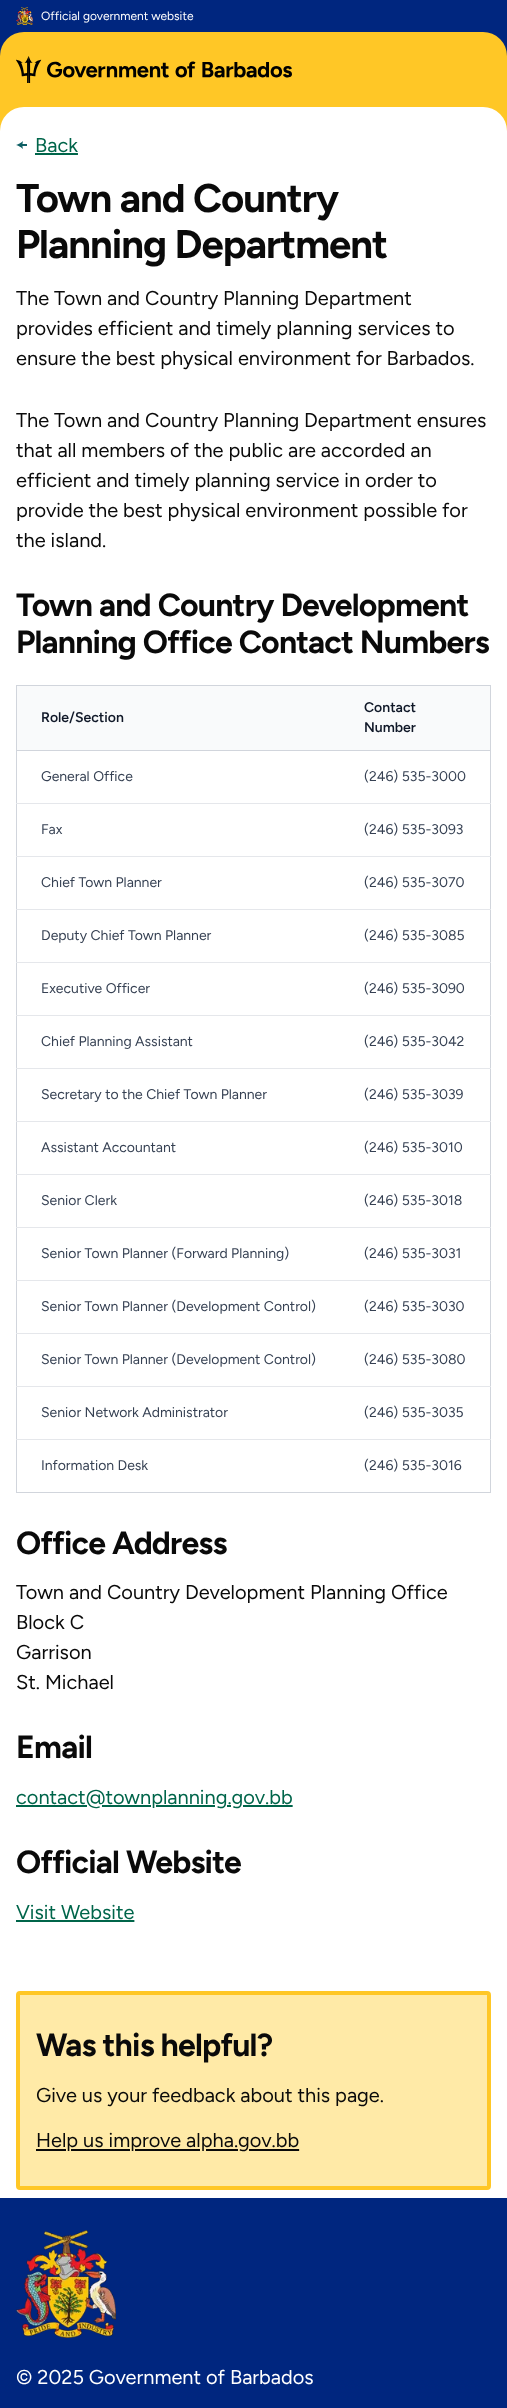 Official government website
Government of Barbados
Back
Town and Country
Planning Department
The Town and Country Planning Department
provides efficient and timely planning services to
ensure the best physical environment for Barbados.
The Town and Country Planning Department ensures
that all members of the public are accorded an
efficient and timely planning service in order to
provide the best physical environment possible for
the island.
Town and Country Development
Planning Office Contact Numbers
Role/Section Contact Number
General Office (246) 535-3000
Fax (246) 535-3093
Chief Town Planner (246) 535-3070
Deputy Chief Town Planner (246) 535-3085
Executive Officer (246) 535-3090
Chief Planning Assistant (246) 535-3042
Secretary to the Chief Town Planner (246) 535-3039
Assistant Accountant (246) 535-3010
Senior Clerk (246) 535-3018
Senior Town Planner (Forward Planning) (246) 535-3031
Senior Town Planner (Development Control) (246) 535-3030
Senior Town Planner (Development Control) (246) 535-3080
Senior Network Administrator (246) 535-3035
Information Desk (246) 535-3016
Office Address
Town and Country Development Planning Office
Block C
Garrison
St. Michael
Email
contact@townplanning.gov.bb
Official Website
Visit Website
Was this helpful?
Give us your feedback about this page.
Help us improve alpha.gov.bb
PRIDE AND INDUSTRY
© 2025 Government of Barbados